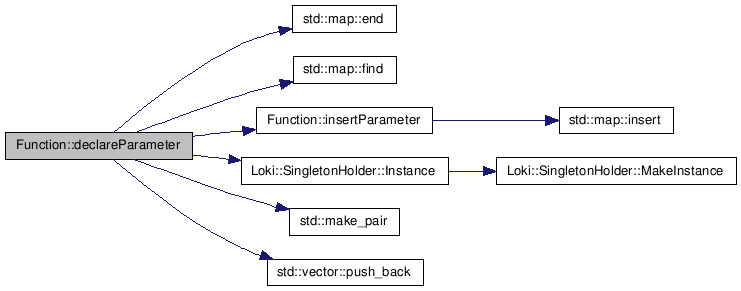 std::map::end
std::map::find
Function::insertParameter
std::map::insert
Function::declareParameter
Loki::SingletonHolder::Instance
Loki::SingletonHolder::MakeInstance
std::make_pair
std::vector::push_back